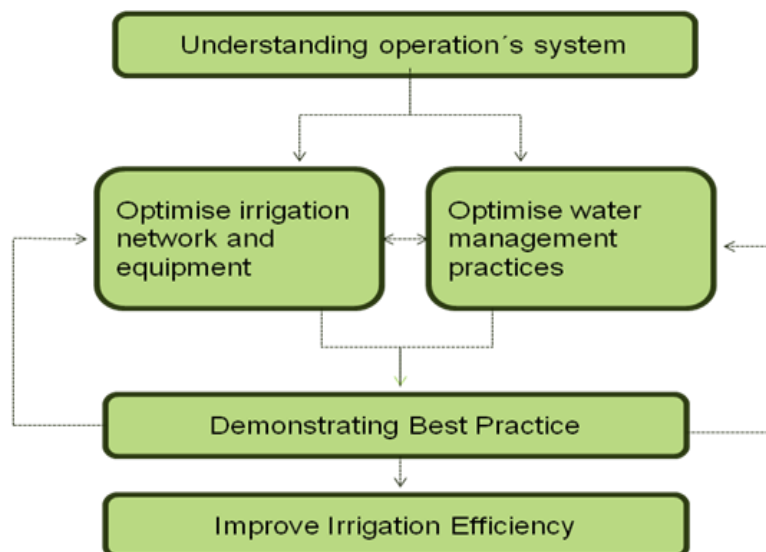 Understanding operation´s system
Optimise irrigation
network and
equipment
Optimise water
management
practices
Demonstrating Best Practice
Improve Irrigation Efficiency